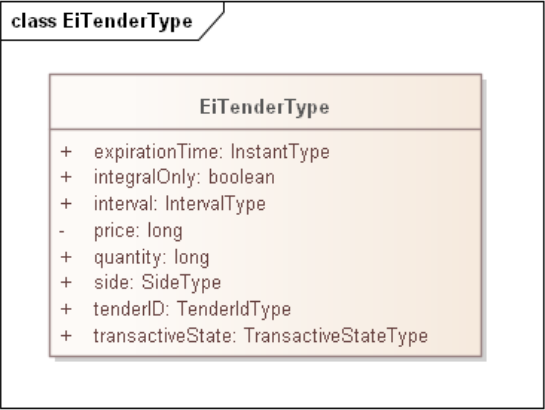 class EiTenderType
EiTenderType
+ expirationTime: InstantType
+ integralOnly: boolean
+ interval: IntervalType
- price: long
+ quantity: long
+ side: SideType
+ tenderID: TenderIdType
+ transactiveState: TransactiveStateType